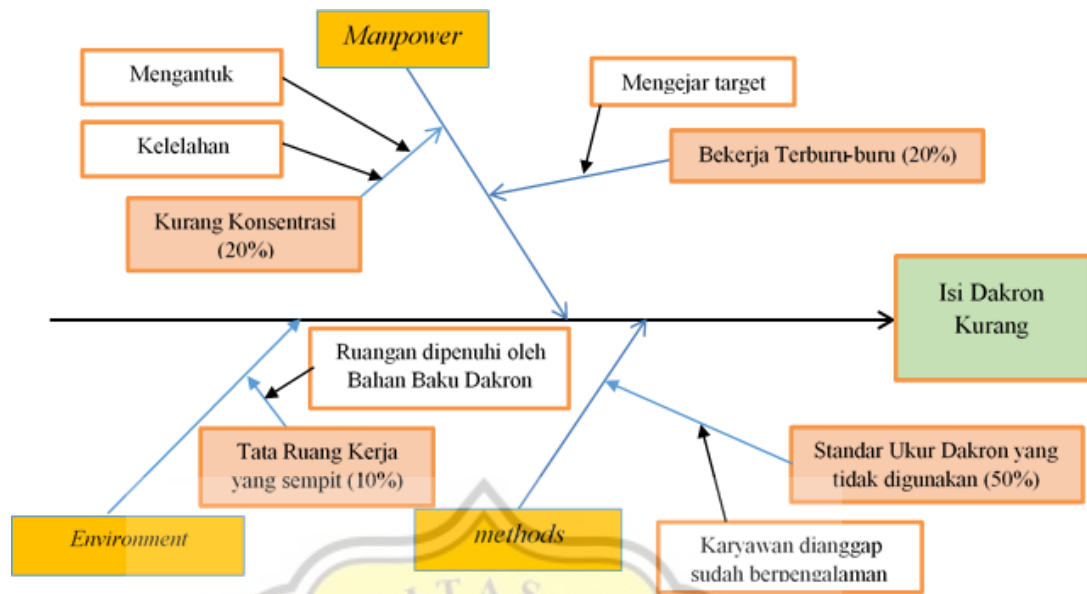 Manpower
Mengantuk
Mengejar target
Kelelahan
Bekerja Terburu-buru (20%)
Kurang Konsentrasi
(20%)
Isi Dakron
Kurang
Ruangan dipenuhi oleh
Bahan Baku Dakron
Tata Ruang Kerja
yang sempit (10%)
Standar Ukur Dakron yang
tidak digunakan (50%)
Environment
methods
Karyawan dianggap
sudah berpengalaman
I T A S